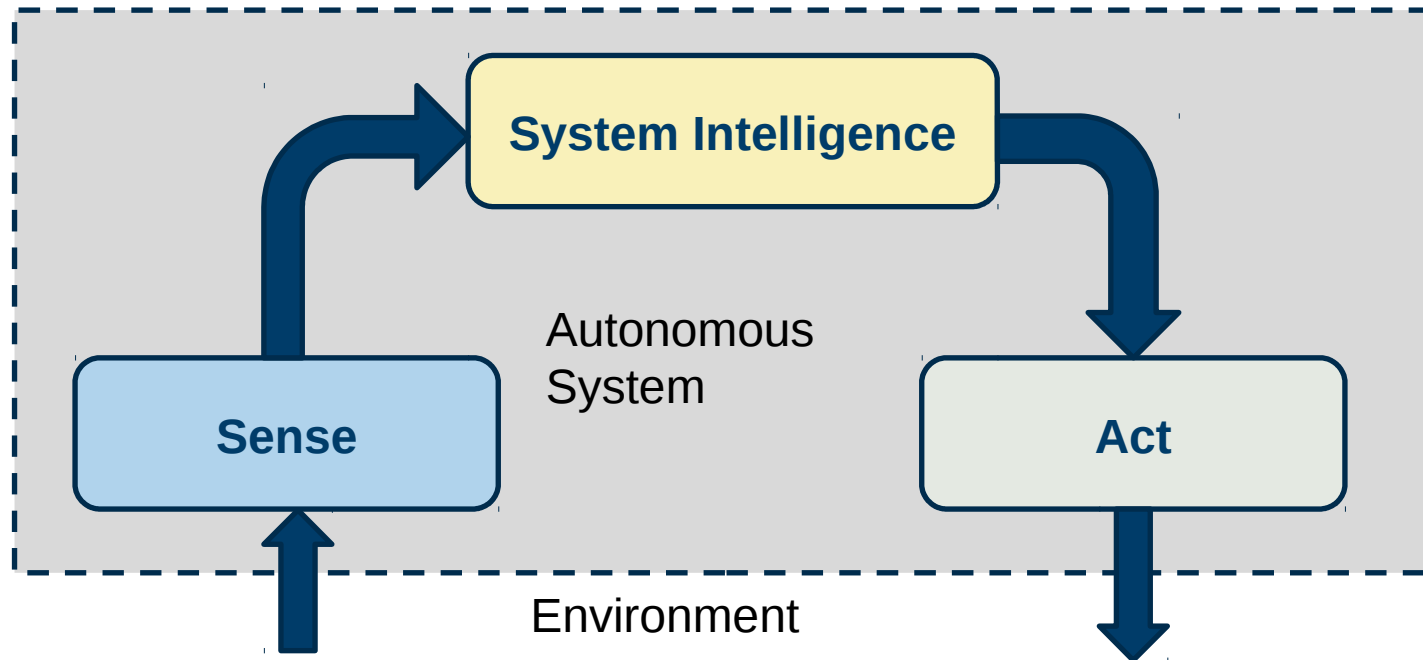 System Intelligence
Autonomous
System
Sense
Act
Environment